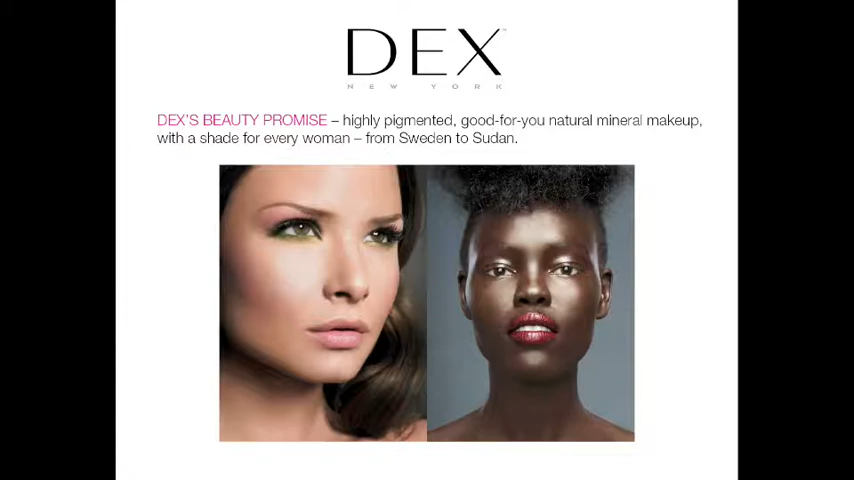 DEX
NEW YORK
DEX'S BEAUTY PROMISE – highly pigmented, good-for-you natural mineral makeup,
with a shade for every woman – from Sweden to Sudan.